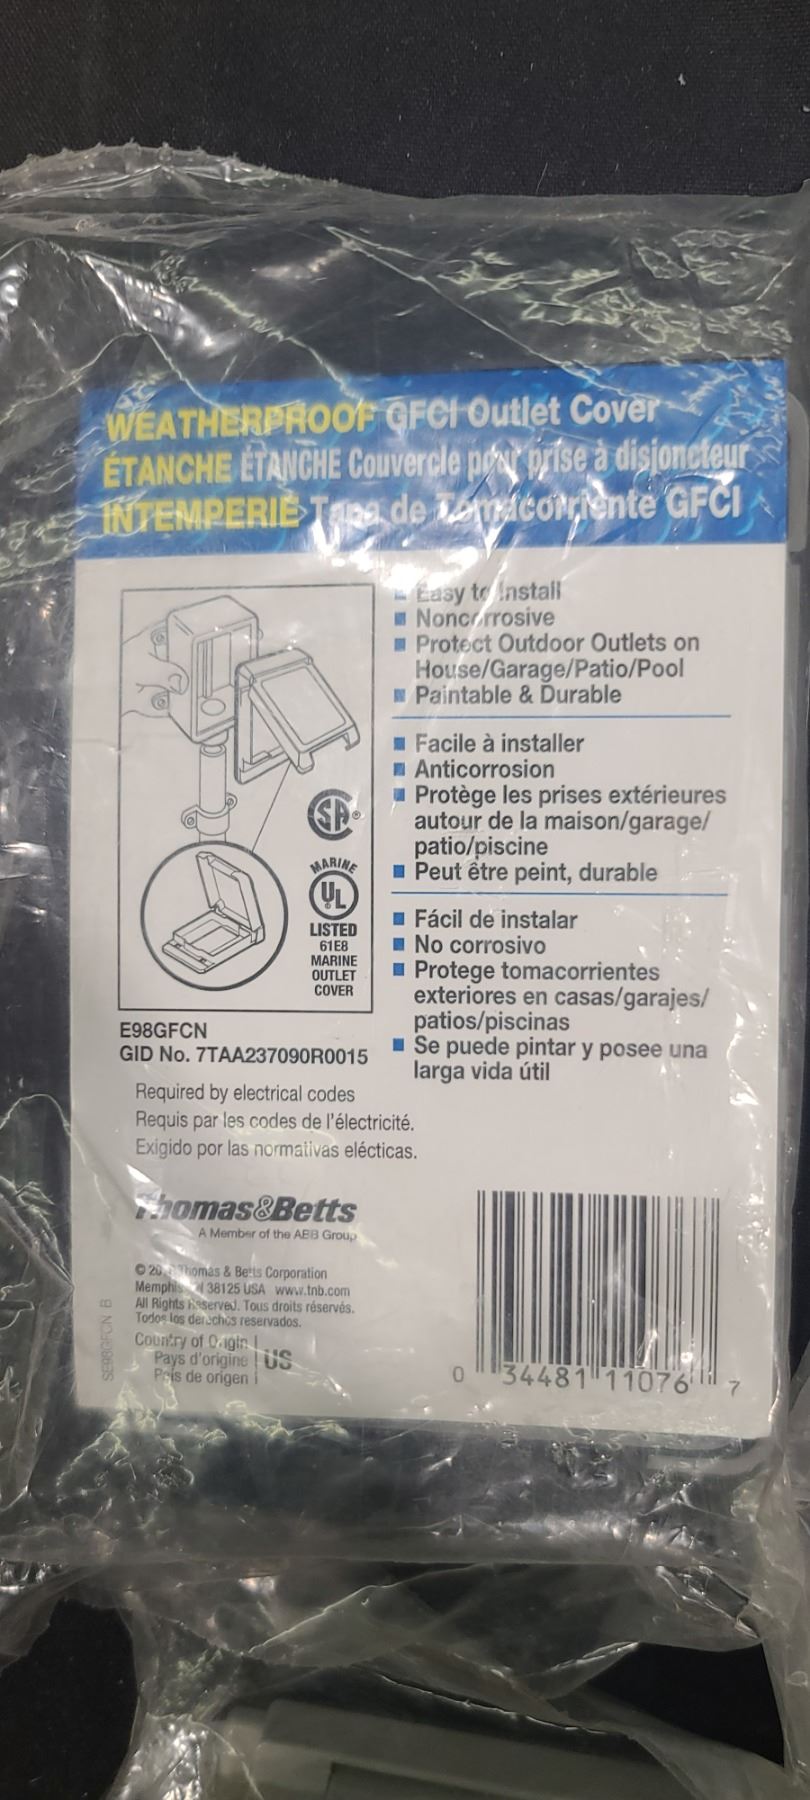 WEATHERPROOF GFCI Outlet Cover
ÉTANCHE ÉTANCHE Couvercle pour prise à disjoncteur
INTEMPERIE Tapa de Tomacorriente GFCI
Easy to Install
Noncorrosive
Protect Outdoor Outlets on
House/Garage/Patio/Pool
Paintable & Durable
Facile à installer
Anticorrosion
Protège les prises extérieures
autour de la maison/garage/
patio/piscine
Peut être peint, durable
Fácil de instalar
No corrosivo
Protege tomacorrientes
exteriores en casas/garajes/
patios/piscinas
Se puede pintar y posee una
larga vida útil
SA
MARINE
UL
LISTED
61E8
MARINE
OUTLET
COVER
E98GFCN
GID No. 7TAA237090R0015
Required by electrical codes
Requis par les codes de l'électricité.
Exigido por las normativas elécticas.
Thomas&Betts
A Member of the ABB Group
© Thomas & Betts Corporation
Memphis 38125 USA www.tnb.com
All Rights Reserved. Tous droits réservés.
Todos los derechos reservados.
Country of Origin
Pays d'origine US
País de origen
SE98GFCN B
0 34481 11076 7